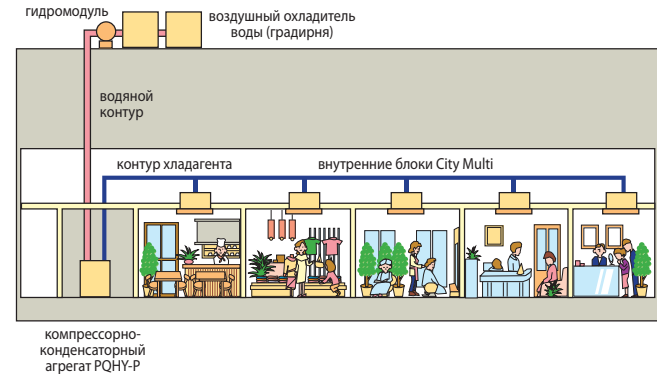 гидромодуль
воздушный охладитель
воды (градирня)
водяной
контур
контур хладагента
внутренние блоки City Multi
компрессорно-
конденсаторный
агрегат PQHY-P